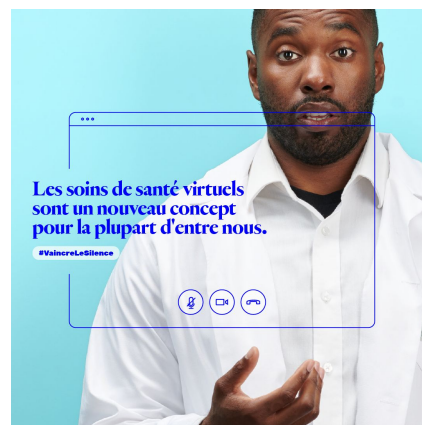 Les soins de santé virtuels
sont un nouveau concept
pour la plupart d'entre nous.
#VaincreLeSilence